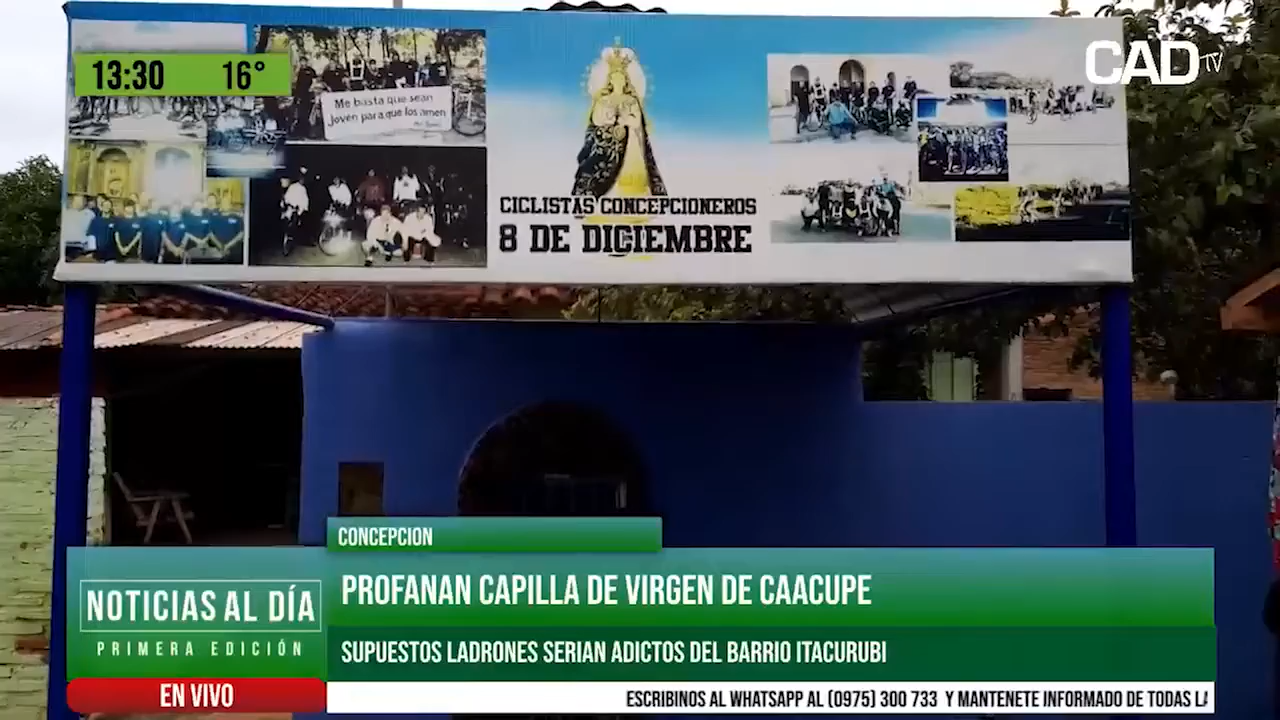 13:30 16°
CAD TV
Me basta que sean
Joven para que los amen
CICLISTAS CONCEPCIONEROS
8 DE DICIEMBRE
CONCEPCION
PROFANAN CAPILLA DE VIRGEN DE CAACUPE
SUPUESTOS LADRONES SERIAN ADICTOS DEL BARRIO ITACURUBI
NOTICIAS AL DÍA
PRIMERA EDICIÓN
EN VIVO
ESCRIBINOS AL WHATSAPP AL (0975) 300 733 Y MANTENETE INFORMADO DE TODAS